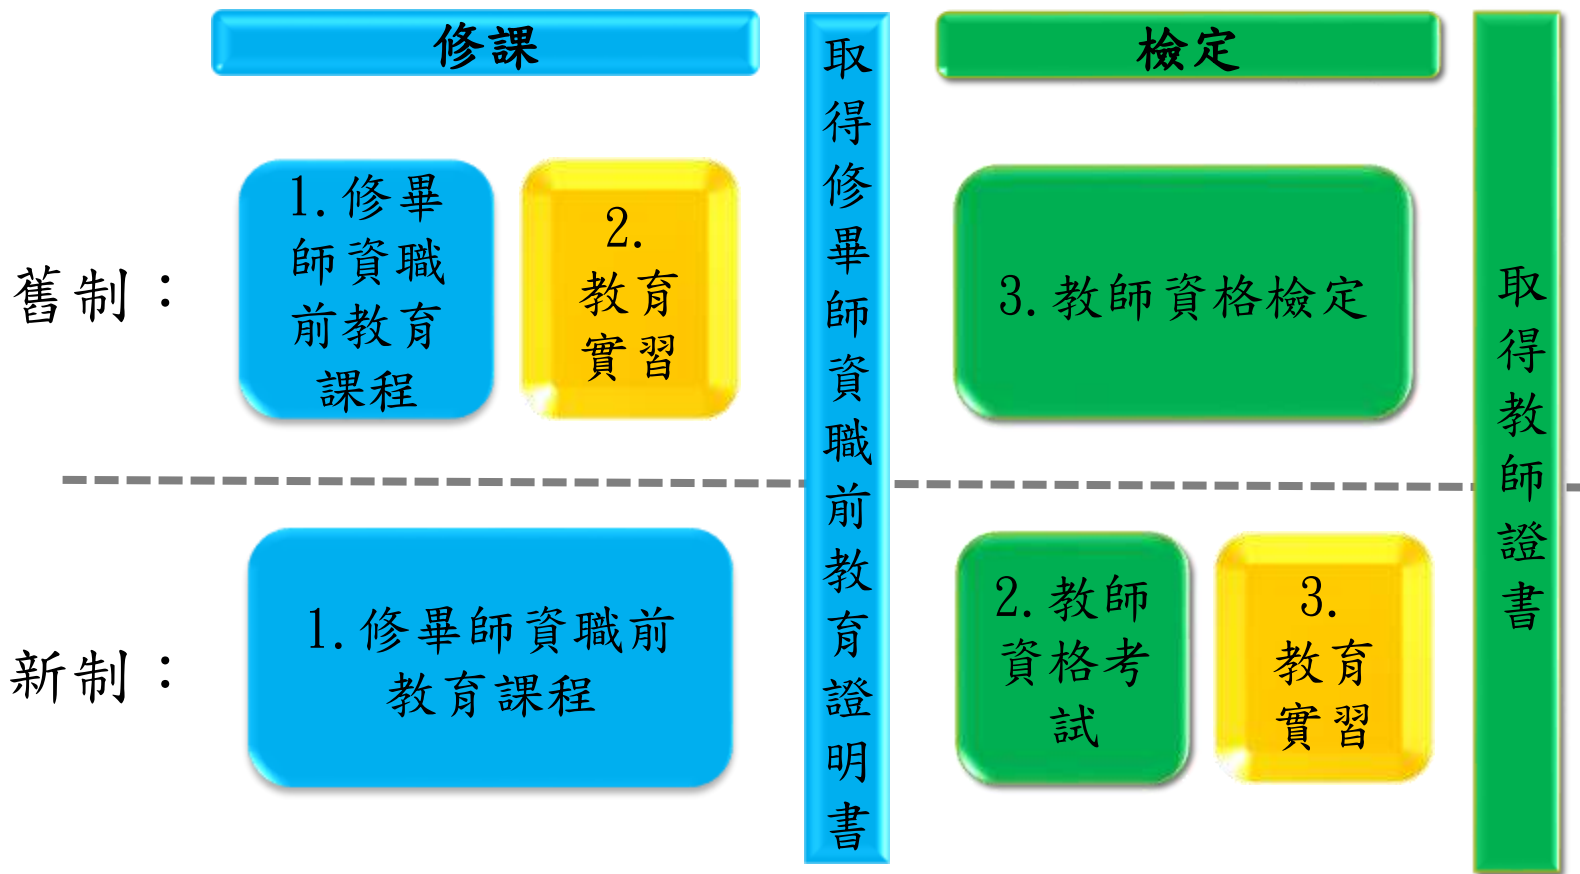 修課
檢定
取得修畢師資職前教育證明書
取得教師證書
舊制：
1.修畢
師資職
前教育
課程
2.
教育
實習
3.教師資格檢定
新制：
1.修畢師資職前
教育課程
2.教師
資格考
試
3.
教育
實習